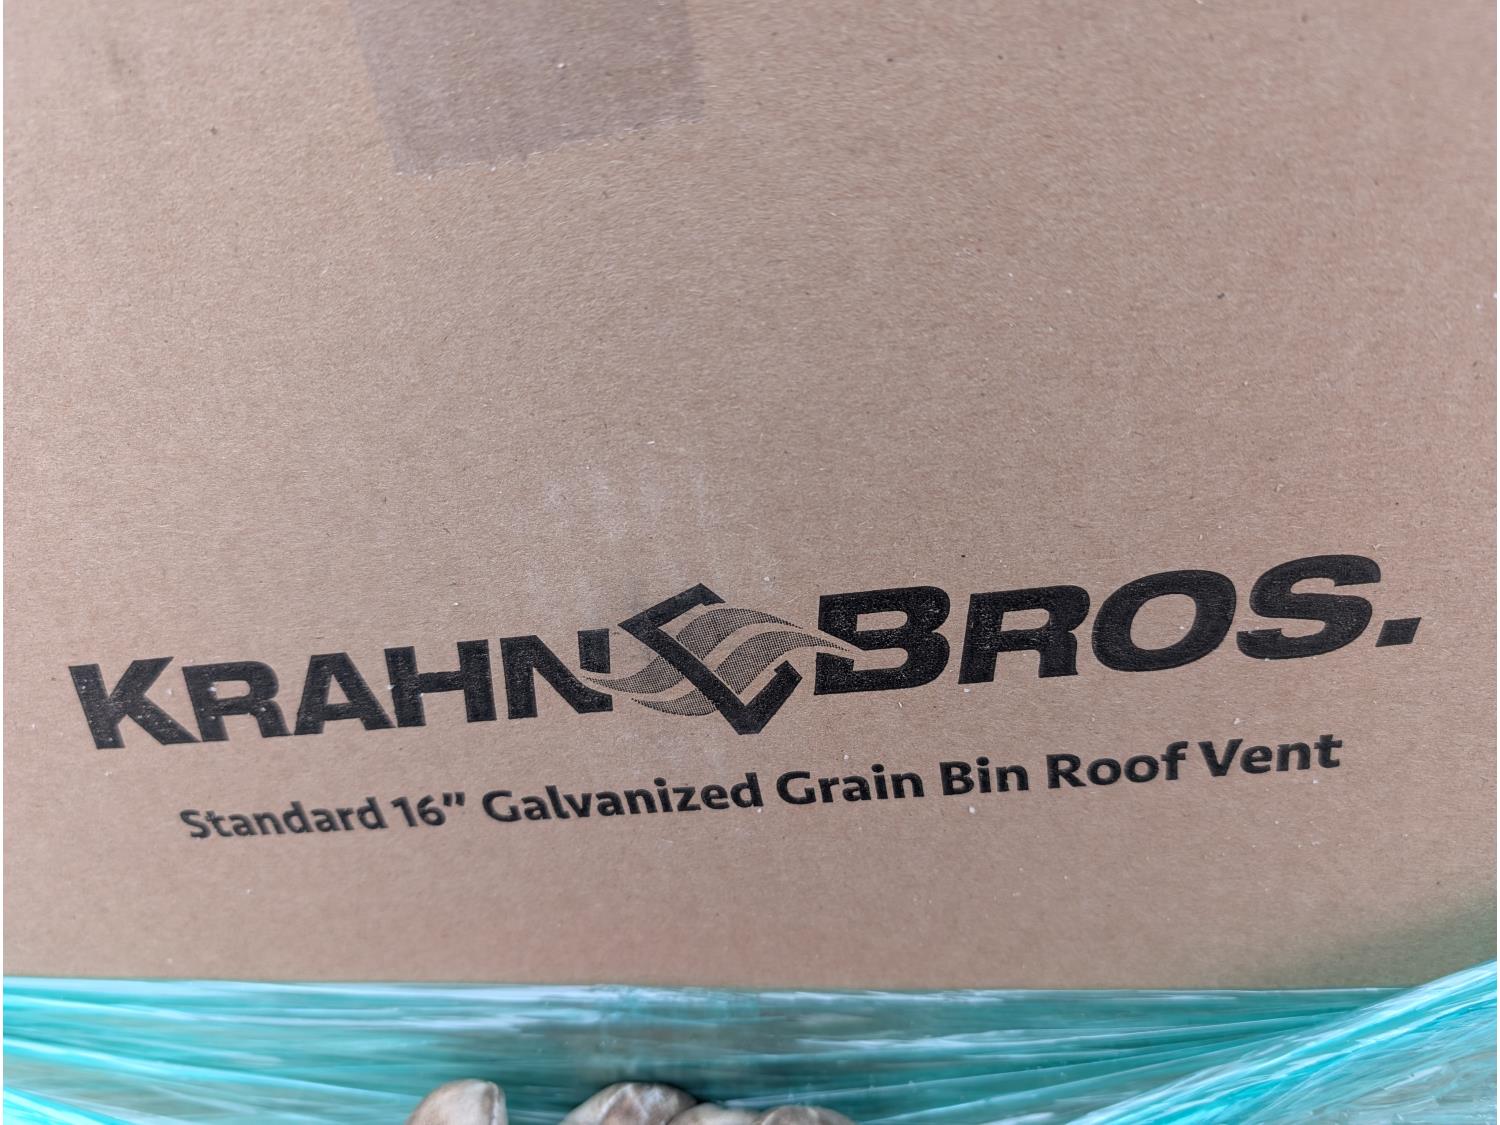 KRAHN BROS.
Standard 16" Galvanized Grain Bin Roof Vent